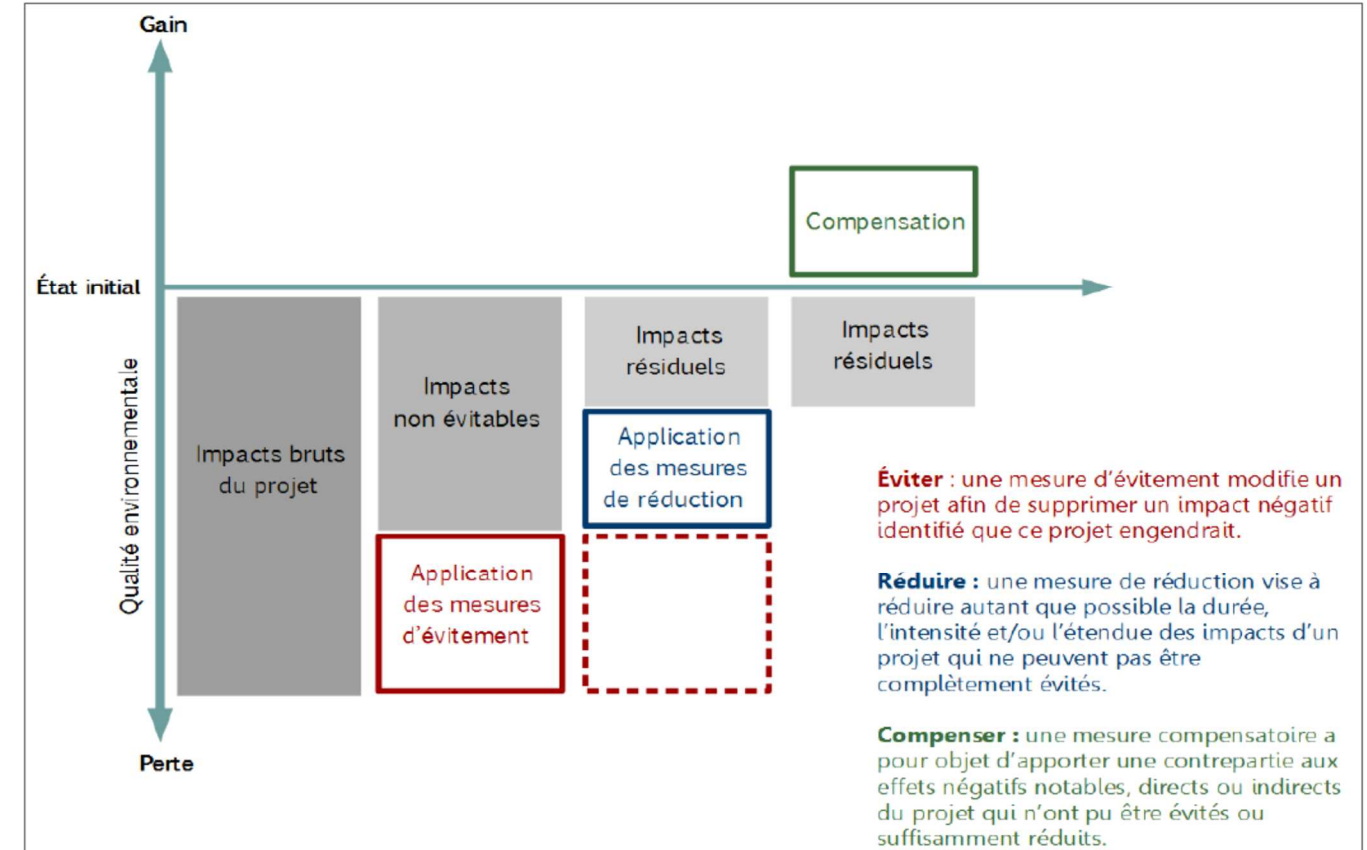 Gain
Compensation
État initial
Impacts bruts
du projet
Impacts
non évitables
Impacts
résiduels
Impacts
résiduels
Application
des mesures
de réduction
Application
des mesures
d'évitement
Qualité environnementale
Perte
Éviter : une mesure d'évitement modifie un
projet afin de supprimer un impact négatif
identifié que ce projet engendrait.
Réduire : une mesure de réduction vise à
réduire autant que possible la durée,
l'intensité et/ou l'étendue des impacts d'un
projet qui ne peuvent pas être
complètement évités.
Compenser : une mesure compensatoire a
pour objet d'apporter une contrepartie aux
effets négatifs notables, directs ou indirects
du projet qui n'ont pu être évités ou
suffisamment réduits.